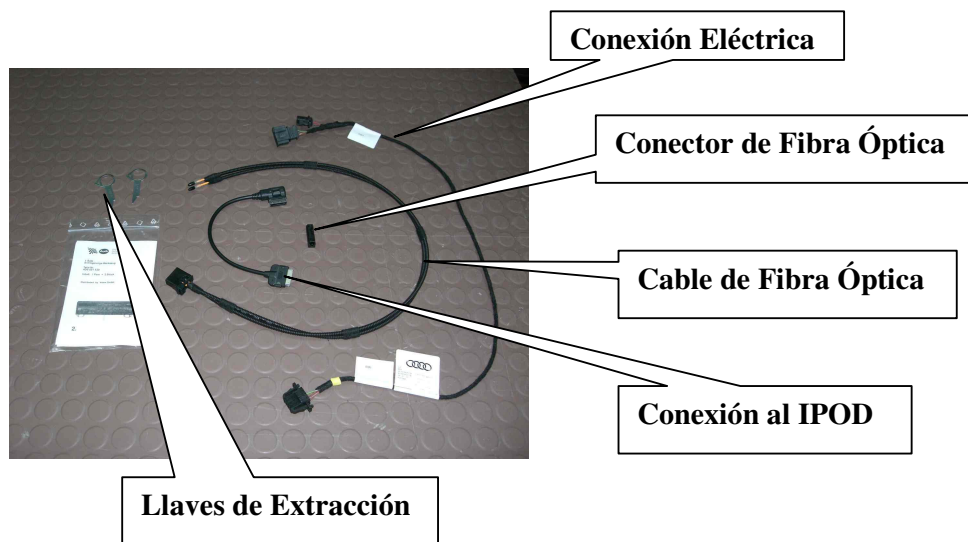 Conexión Eléctrica
Conector de Fibra Óptica
Cable de Fibra Óptica
Conexión al IPOD
Llaves de Extracción